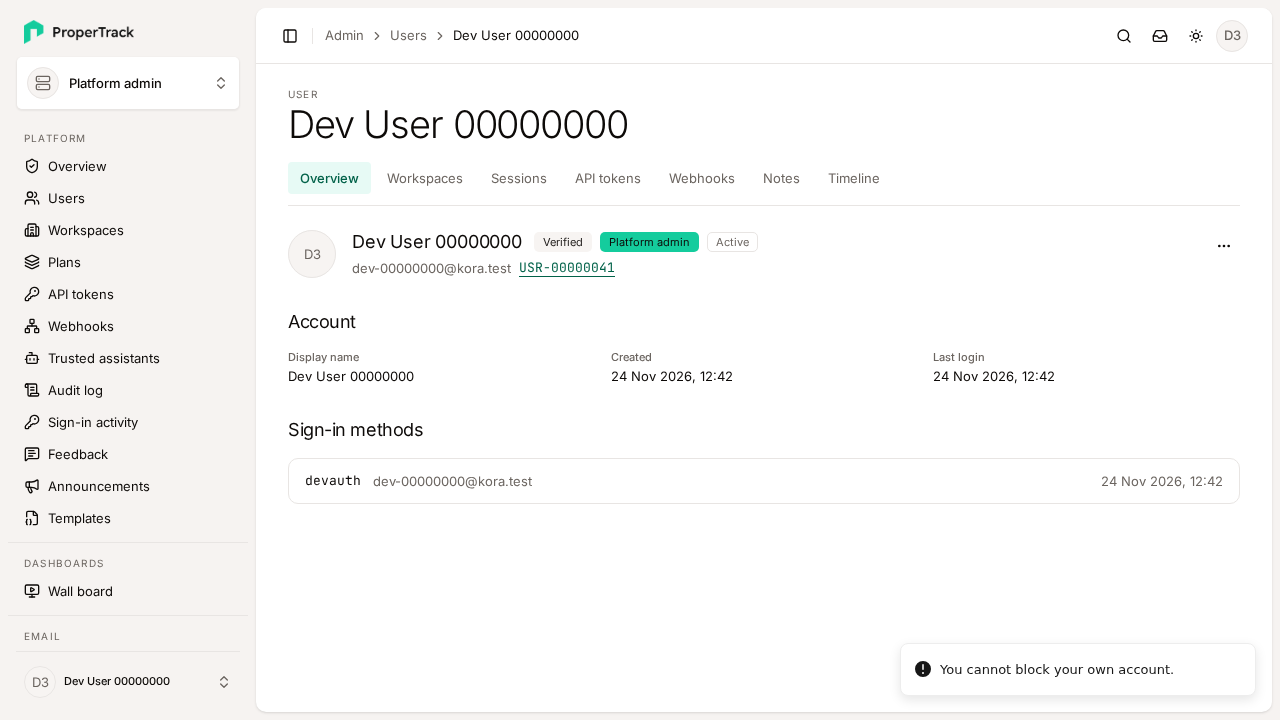 ProperTrack
Platform admin
PLATFORM
Overview
Users
Workspaces
Plans
API tokens
Webhooks
Trusted assistants
Audit log
Sign-in activity
Feedback
Announcements
Templates
DASHBOARDS
Wall board
EMAIL
D3 Dev User 00000000
Admin > Users > Dev User 00000000
D3
USER
Dev User 00000000
Overview Workspaces Sessions API tokens Webhooks Notes Timeline
D3
Dev User 00000000 Verified Platform admin Active
dev-00000000@kora.test USR-00000041
Account
Display name Created Last login
Dev User 00000000 24 Nov 2026, 12:42 24 Nov 2026, 12:42
Sign-in methods
devauth dev-00000000@kora.test 24 Nov 2026, 12:42
You cannot block your own account.